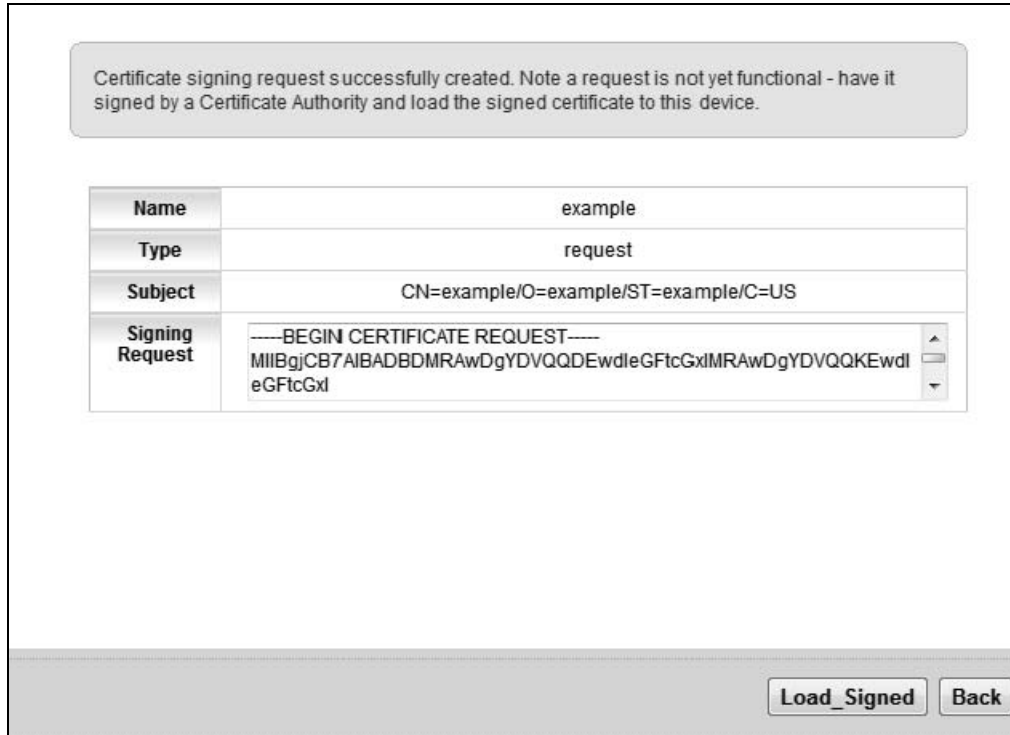 Certificate signing request successfully created. Note a request is not yet functional - have it
signed by a Certificate Authority and load the signed certificate to this device.
Name example
Type request
Subject CN=example/O=example/ST=example/C=US
Signing
Request
-----BEGIN CERTIFICATE REQUEST-----
MIIBgjCB7AIBADBDMRAwDgYDVQQDEwdleGFtcGxlMRAwDgYDVQQKEwdl
eGFtcGxl
Load_Signed Back